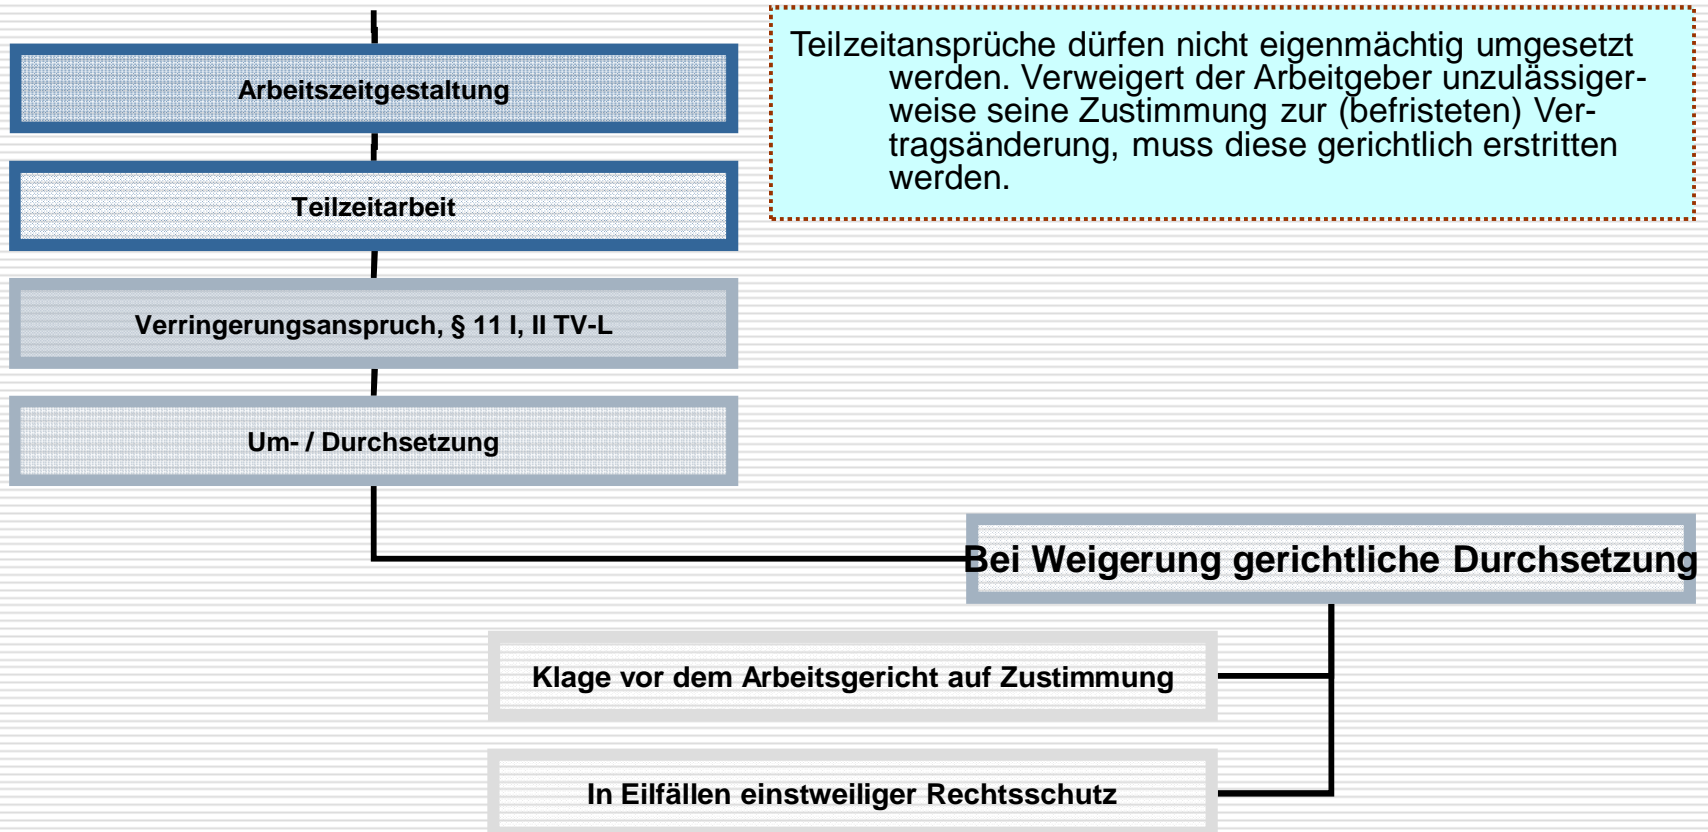 Arbeitszeitgestaltung
Teilzeitarbeit
Verringerungsanspruch, § 11 I, II TV-L
Um- / Durchsetzung
Teilzeitansprüche dürfen nicht eigenmächtig umgesetzt
werden. Verweigert der Arbeitgeber unzulässiger-
weise seine Zustimmung zur (befristeten) Ver-
tragsänderung, muss diese gerichtlich erstritten
werden.
Bei Weigerung gerichtliche Durchsetzung
Klage vor dem Arbeitsgericht auf Zustimmung
In Eilfällen einstweiliger Rechtsschutz